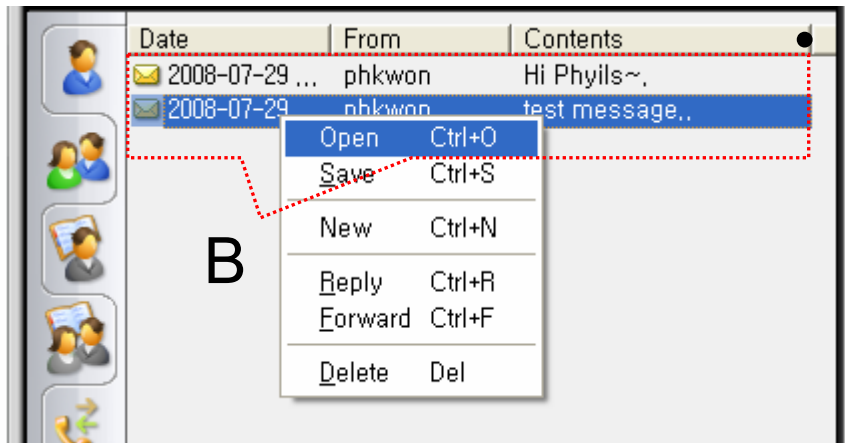 Date From Contents
2008-07-29 ... phkwon Hi Phyils~,
2008-07-29 phkwon test message,,
Open Ctrl+O
Save Ctrl+S
New Ctrl+N
B
Reply Ctrl+R
Forward Ctrl+F
Delete Del